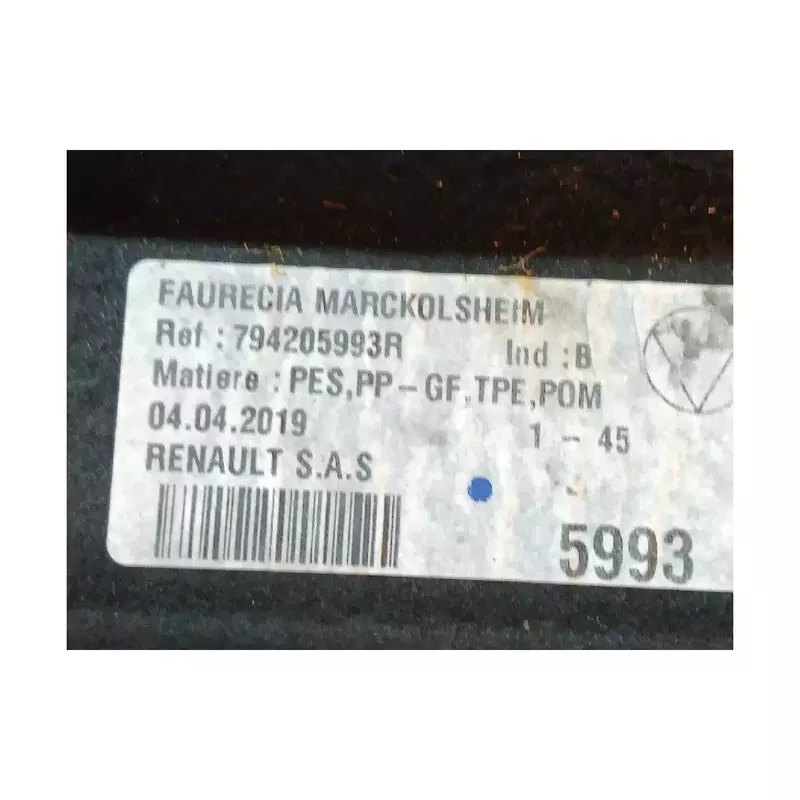 FAURECIA MARCKOLSHEIM
Ref : 794205993R Ind : B
Matiere : PES,PP-GF,TPE,POM
04.04.2019 1 - 45
RENAULT S.A.S
5993